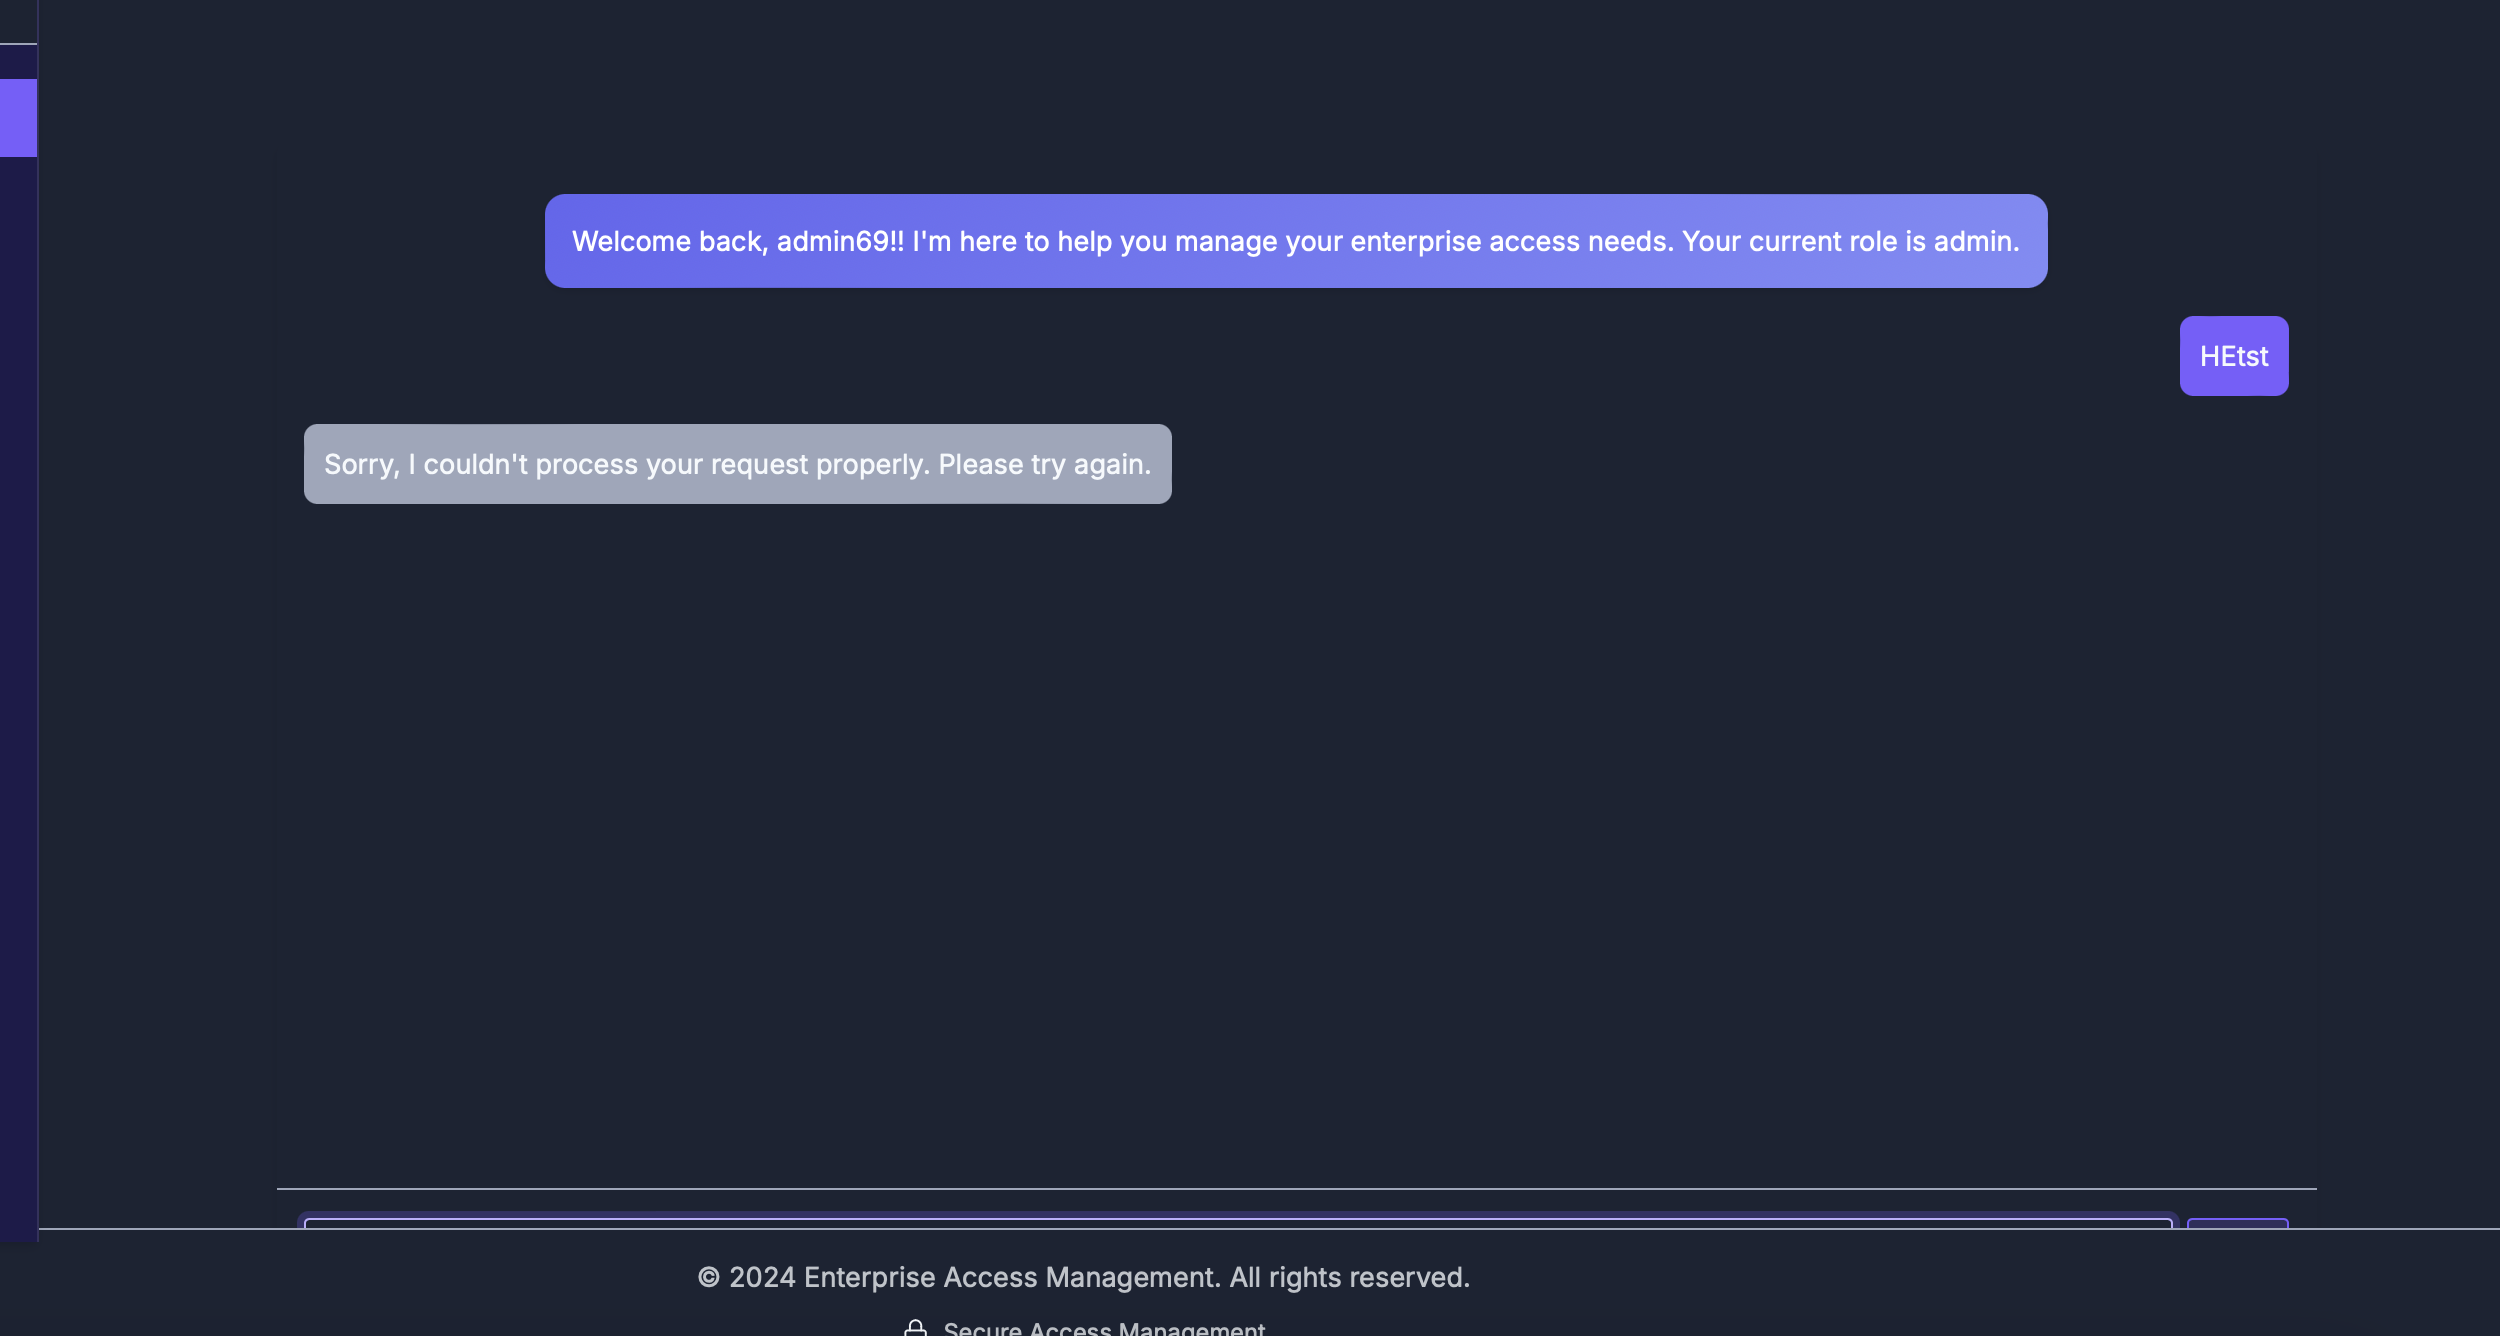 Welcome back, admin69!! I'm here to help you manage your enterprise access needs. Your current role is admin.
HEtst
Sorry, I couldn't process your request properly. Please try again.
© 2024 Enterprise Access Management. All rights reserved.
Secure Access Management